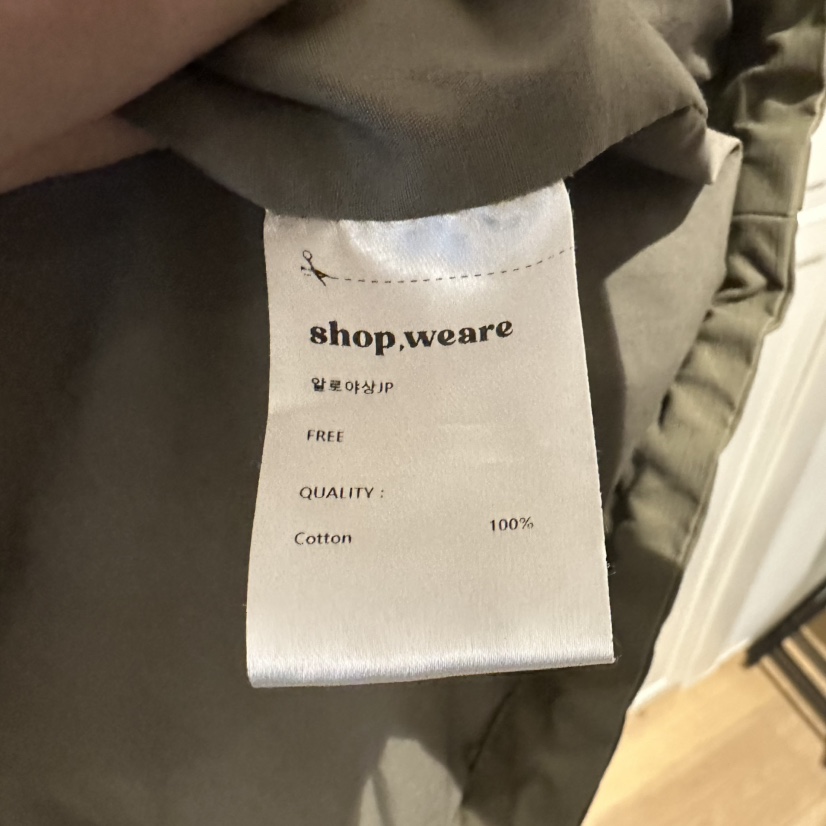 shop,weare
알로야상JP
FREE
QUALITY :
Cotton 100%